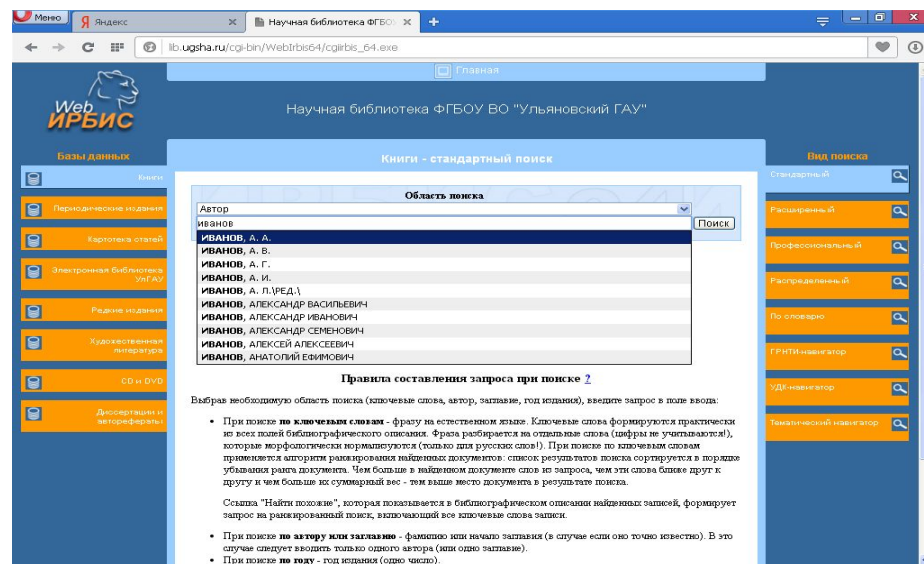 Меню
Яндекс
Научная библиотека ФГБО
lib.ugsha.ru/cgi-bin/WebIrbis64/cgiirbis_64.exe
Главная
Web
ИРБИС
Научная библиотека ФГБОУ ВО "Ульяновский ГАУ"
Базы данных
Книги - стандартный поиск
Вид поиска
Книги
Периодические издания
Картотека статей
Электронная библиотека
УлГАУ
Редкие издания
Художественная
литература
CD и DVD
Диссертации и
авторефераты
Область поиска
Автор
иванов
Поиск
ИВАНОВ, А. А.
ИВАНОВ, А. В.
ИВАНОВ, А. Г.
ИВАНОВ, А. И.
ИВАНОВ, А. Л.\РЕД.\
ИВАНОВ, АЛЕКСАНДР ВАСИЛЬЕВИЧ
ИВАНОВ, АЛЕКСАНДР ИВАНОВИЧ
ИВАНОВ, АЛЕКСАНДР СЕМЕНОВИЧ
ИВАНОВ, АЛЕКСЕЙ АЛЕКСЕЕВИЧ
ИВАНОВ, АНАТОЛИЙ ЕФИМОВИЧ
Правила составления запроса при поиске ?
Выбрав необходимую область поиска (ключевые слова, автор, заглавие, год издания), введите запрос в поле ввода:
• При поиске по ключевым словам - фразу на естественном языке. Ключевые слова формируются практически
из всех полей библиографического описания. Фраза разбирается на отдельные слова (цифры не учитываются!),
которые морфологически нормализуются (только для русских слов!). При поиске по ключевым словам
применяется алгоритм ранжирования найденных документов: список результатов поиска сортируется в порядке
убывания ранга документа. Чем больше в найденном документе слов из запроса, чем эти слова ближе друг к
другу и чем больше их суммарный вес - тем выше место документа в результате поиска.
Ссылка "Найти похожие", которая показывается в библиографическом описании найденных записей, формирует
запрос на ранжированный поиск, включающий все ключевые слова записи.
• При поиске по автору или заглавию - фамилию или начало заглавия (в случае если оно точно известно). В это
случае следует вводить только одного автора (или одно заглавие).
• При поиске по году - год издания (одно число).
Стандартный
Расширенный
Профессиональный
Распределенный
По словарю
ГРНТИ-навигатор
УДК-навигатор
Тематический навигатор